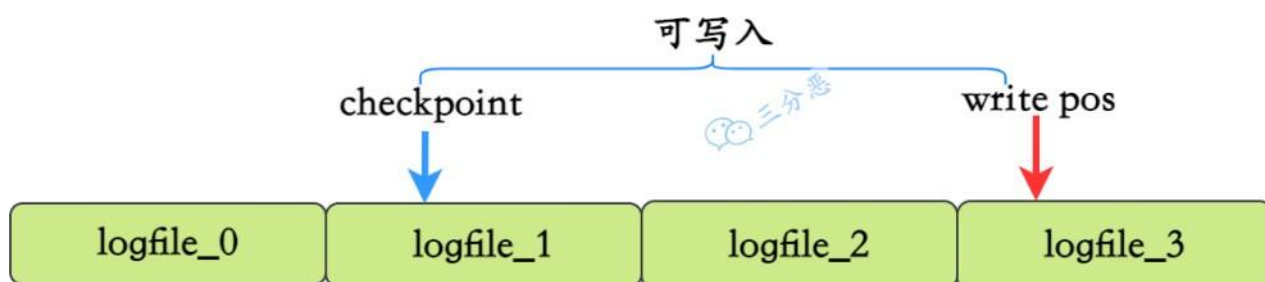 可写入
checkpoint
write pos
三分恶
logfile_0
logfile_1
logfile_2
logfile_3